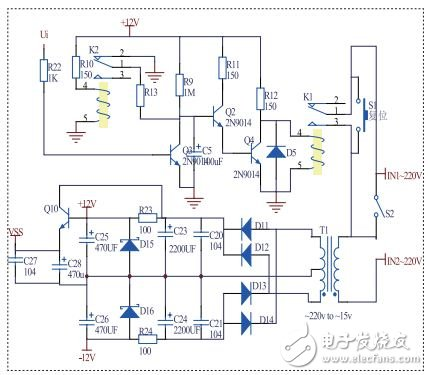 +12V
Ui
K2
R22
1K
R10
150
2
1
3
4
5
R13
R9
1M
R11
150
R12
150
Q2
2N9014
Q3
2N9014
C5
100uF
Q4
2N9014
D5
K1
2
1
3
4
5
S1
复位
IN1~220V
S2
IN2~220V
Q10
+12V
R23
100
VSS
C25
470UF
D15
C23
2200UF
C20
104
D11
D12
T1
C27
104
C28
470u
D16
D13
D14
C26
470UF
C24
2200UF
C21
104
R24
100
-12V
~220v to ~15v
电子发烧友
www.elecfans.com